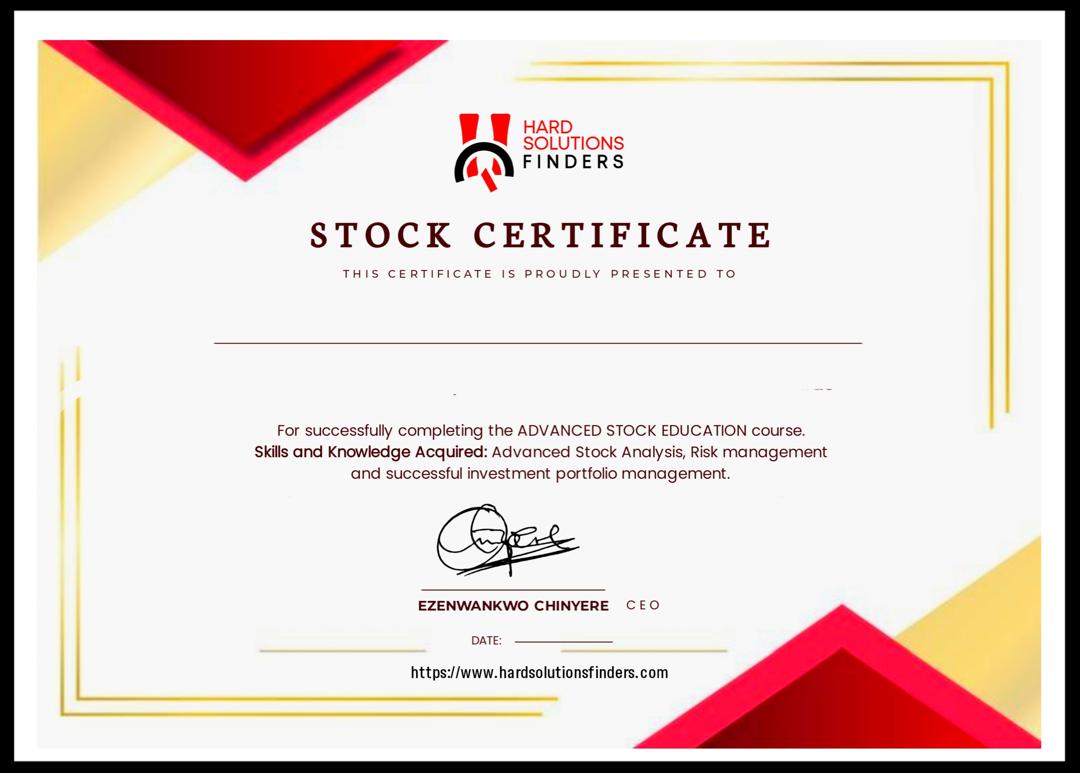 HARD
SOLUTIONS
FINDERS
STOCK CERTIFICATE
THIS CERTIFICATE IS PROUDLY PRESENTED TO
For successfully completing the ADVANCED STOCK EDUCATION course.
Skills and Knowledge Acquired: Advanced Stock Analysis, Risk management
and successful investment portfolio management.
EZENWANKWO CHINYERE CEO
DATE:
https://www.hardsolutionsfinders.com